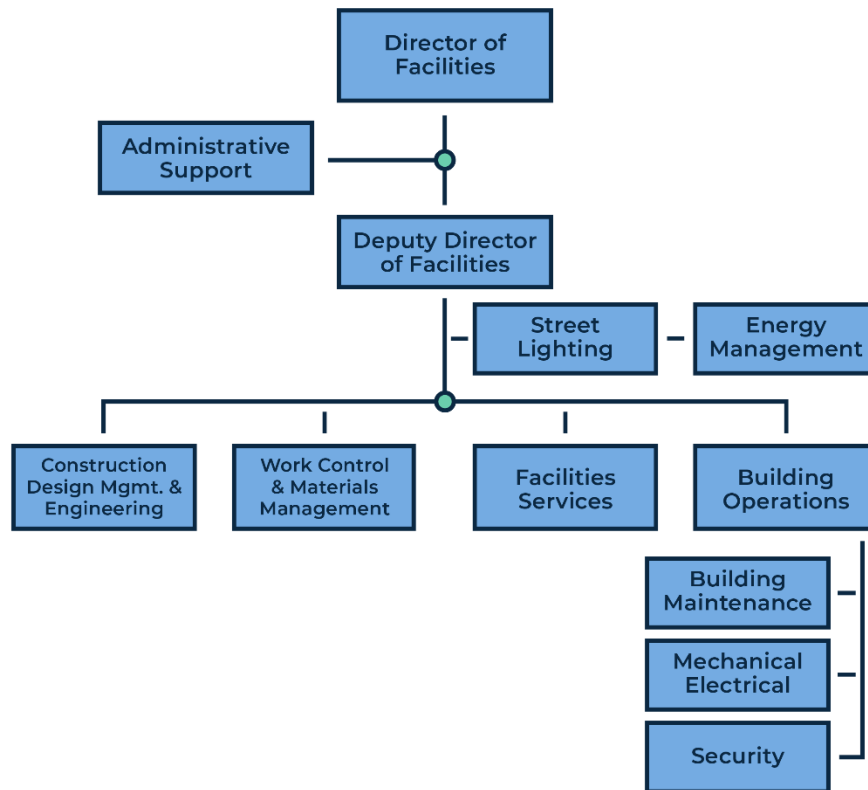 Director of
Facilities
Administrative
Support
Deputy Director
of Facilities
Street
Lighting
Energy
Management
Construction
Design Mgmt. &
Engineering
Work Control
& Materials
Management
Facilities
Services
Building
Operations
Building
Maintenance
Mechanical
Electrical
Security